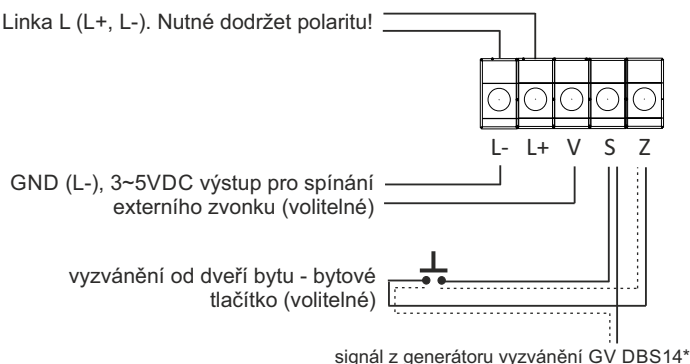 Linka L (L+, L-). Nutné dodržet polaritu!
L- L+ V S Z
GND (L-), 3~5VDC výstup pro spínání
externího zvonku (volitelné)
vyzvánění od dveří bytu - bytové
tlačítko (volitelné)
signál z generátoru vyzvánění GV DBS14*